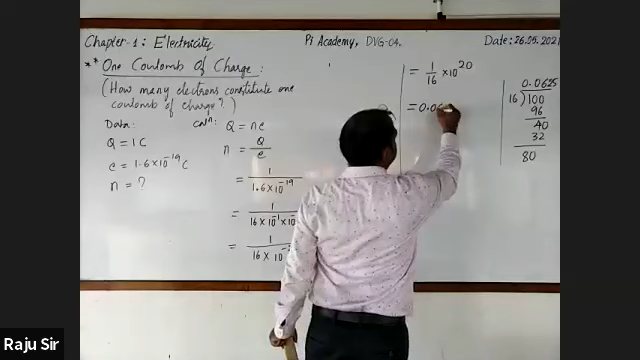 Chapter-1: Electricity. Pi Academy, DVG-04. Date: 26.05.2021
** One Coulomb of Charge:
(How many electrons constitute one
coulomb of charge?)
Data:
Q = 1C
e = 1.6×10⁻¹⁹ C
n = ?
Calⁿ: Q = ne
n = Q/e
= 1/1.6×10⁻¹⁹
= 1/16×10⁻¹×10
= 1/16×10
= 1/16 ×10²⁰
= 0.06
0.0625
16)100
96
40
32
80
Raju Sir